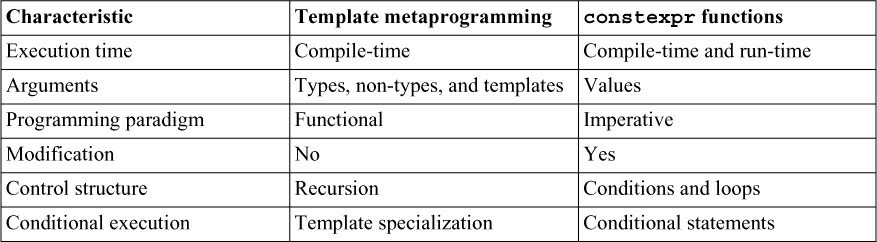 Characteristic Template metaprogramming constexpr functions
Execution time Compile-time Compile-time and run-time
Arguments Types, non-types, and templates Values
Programming paradigm Functional Imperative
Modification No Yes
Control structure Recursion Conditions and loops
Conditional execution Template specialization Conditional statements